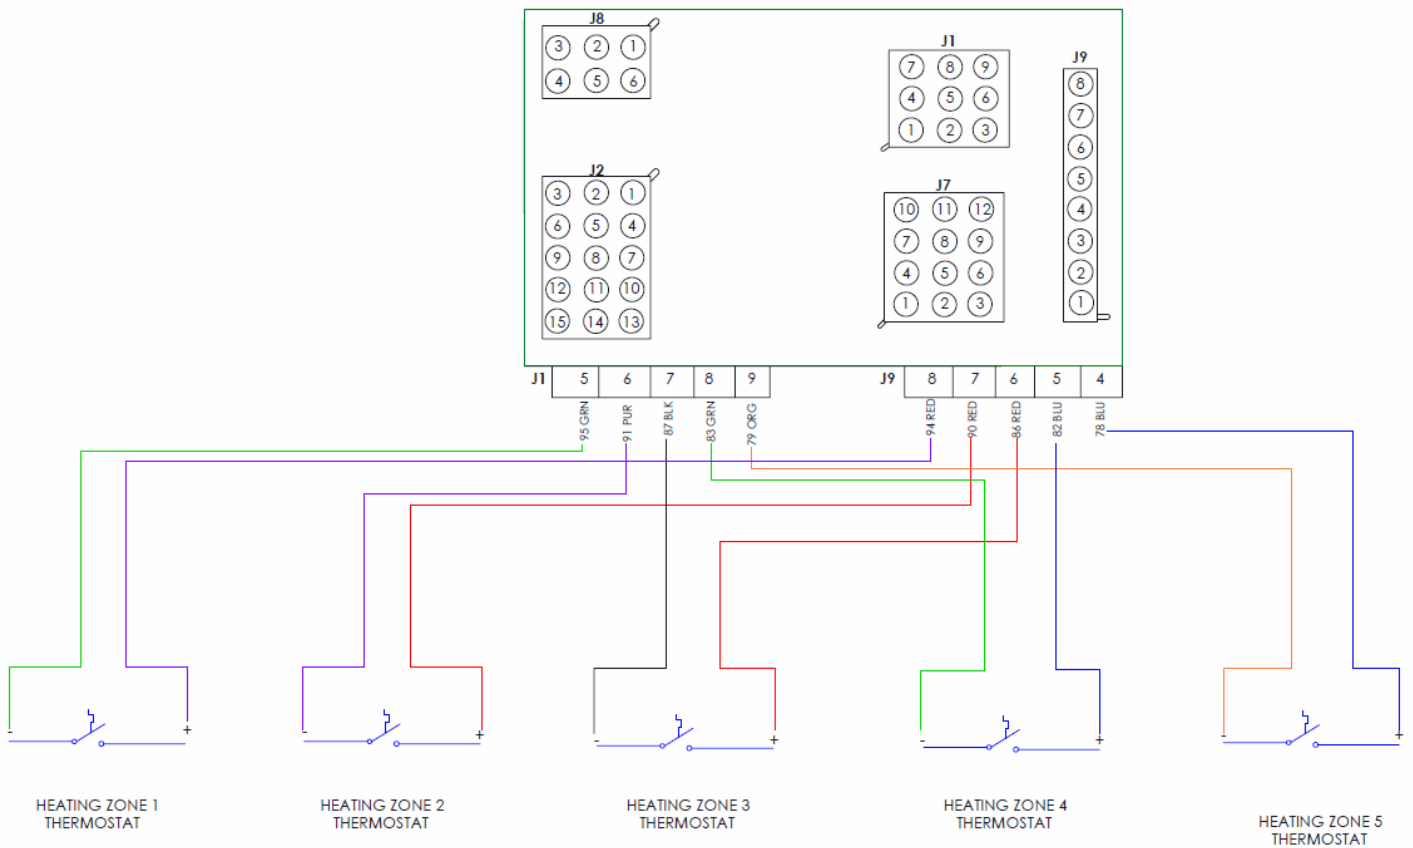 J8
3 2 1
4 5 6
J1
7 8 9
4 5 6
1 2 3
J9
8
7
6
5
4
3
2
1
J2
3 2 1
6 5 4
9 8 7
12 11 10
15 14 13
J7
10 11 12
7 8 9
4 5 6
1 2 3
J1 5 6 7 8 9
J9 8 7 6 5 4
95 GRN
91 PUR
87 BLK
83 GRN
79 ORG
94 RED
90 RED
86 RED
82 BLU
78 BLU
- +
- +
- +
- +
- +
HEATING ZONE 1
THERMOSTAT
HEATING ZONE 2
THERMOSTAT
HEATING ZONE 3
THERMOSTAT
HEATING ZONE 4
THERMOSTAT
HEATING ZONE 5
THERMOSTAT